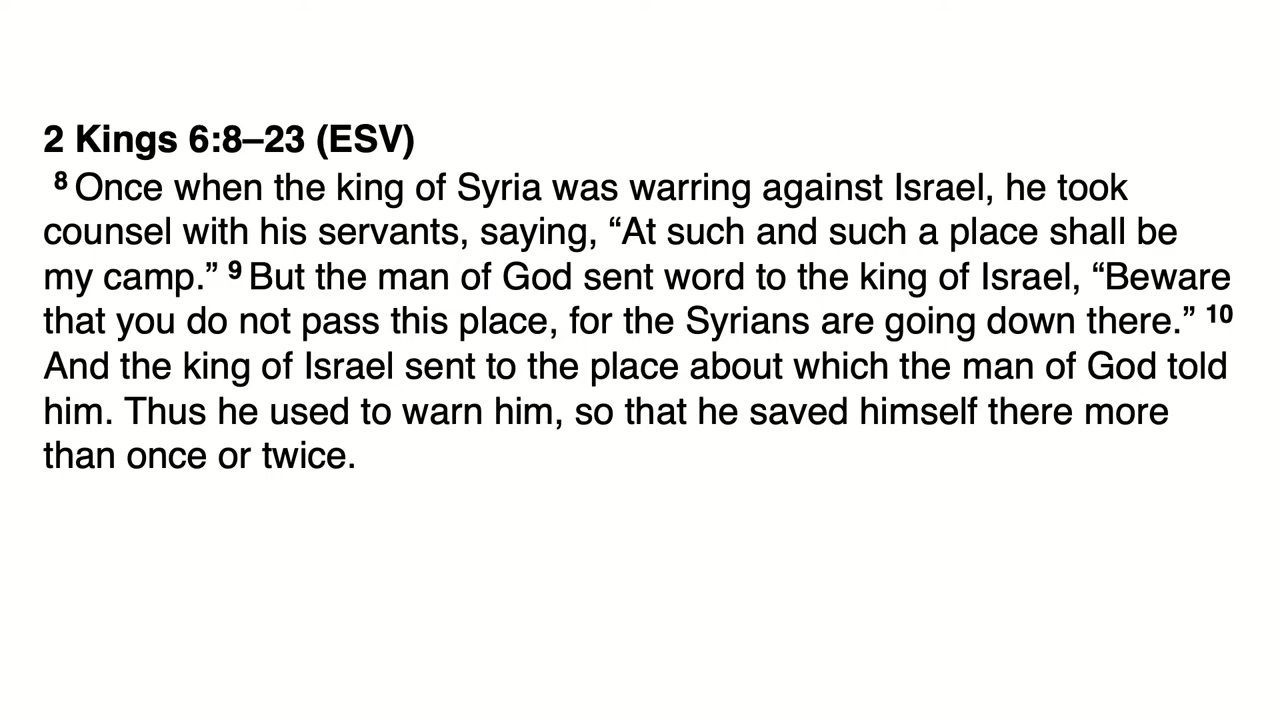 2 Kings 6:8–23 (ESV)
8 Once when the king of Syria was warring against Israel, he took
counsel with his servants, saying, “At such and such a place shall be
my camp.” 9 But the man of God sent word to the king of Israel, “Beware
that you do not pass this place, for the Syrians are going down there.” 10
And the king of Israel sent to the place about which the man of God told
him. Thus he used to warn him, so that he saved himself there more
than once or twice.